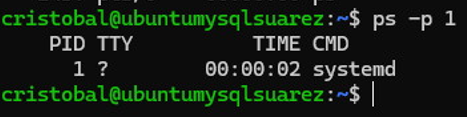 cristobal@ubuntumysqlsuarez:~$ ps -p 1
    PID TTY          TIME CMD
      1 ?        00:00:02 systemd
cristobal@ubuntumysqlsuarez:~$